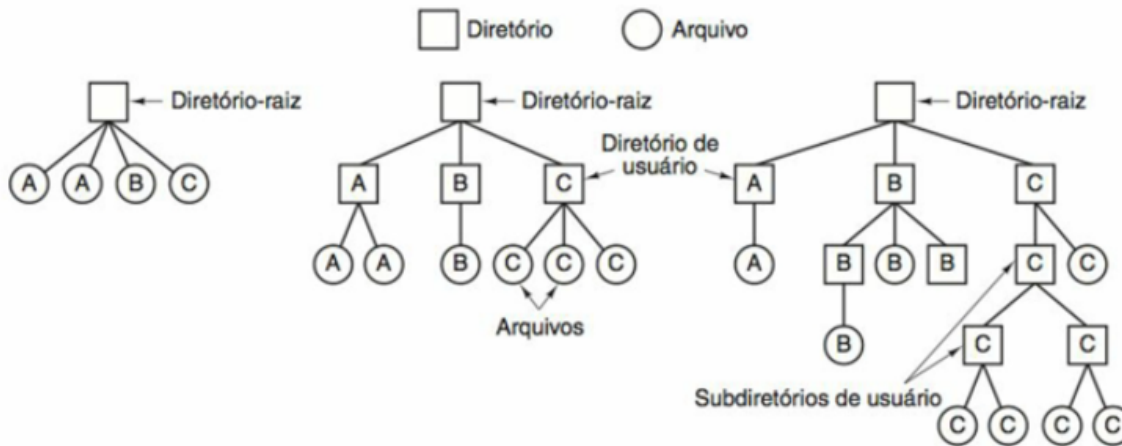 Diretório Arquivo
Diretório-raiz Diretório-raiz Diretório-raiz
Diretório de
usuário
A B C A B C
A A B C
A A B C C C A B B B C C
Arquivos
B C C
Subdiretórios de usuário
C C C C